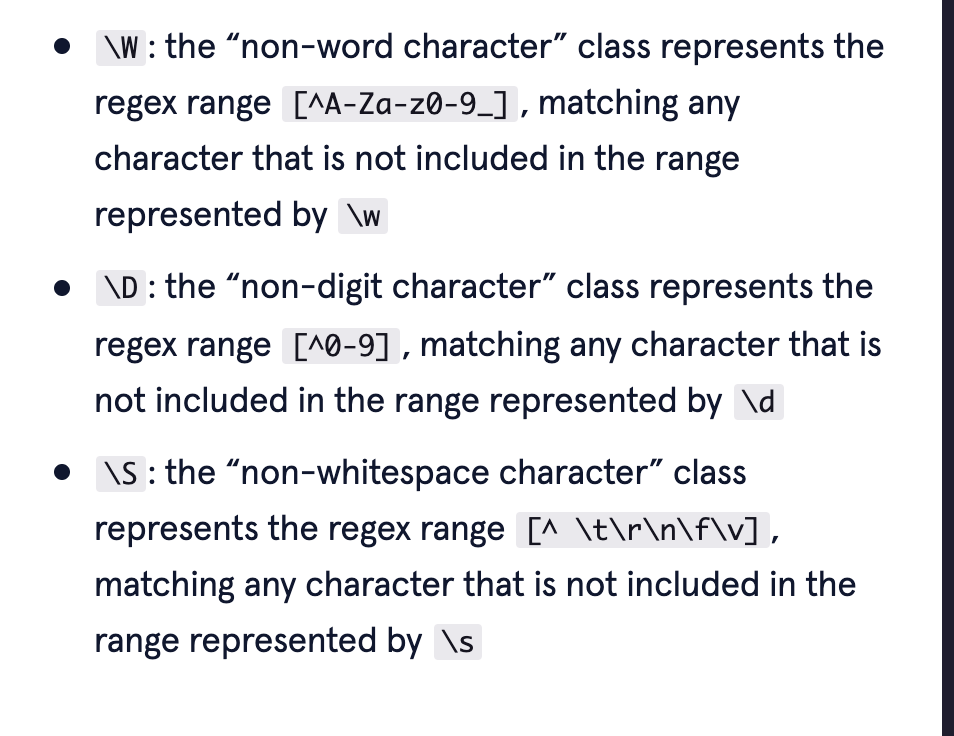 • \W: the “non-word character” class represents the
regex range [^A-Za-z0-9_], matching any
character that is not included in the range
represented by \w
• \D: the “non-digit character” class represents the
regex range [^0-9], matching any character that is
not included in the range represented by \d
• \S: the “non-whitespace character” class
represents the regex range [^ \t\r\n\f\v],
matching any character that is not included in the
range represented by \s